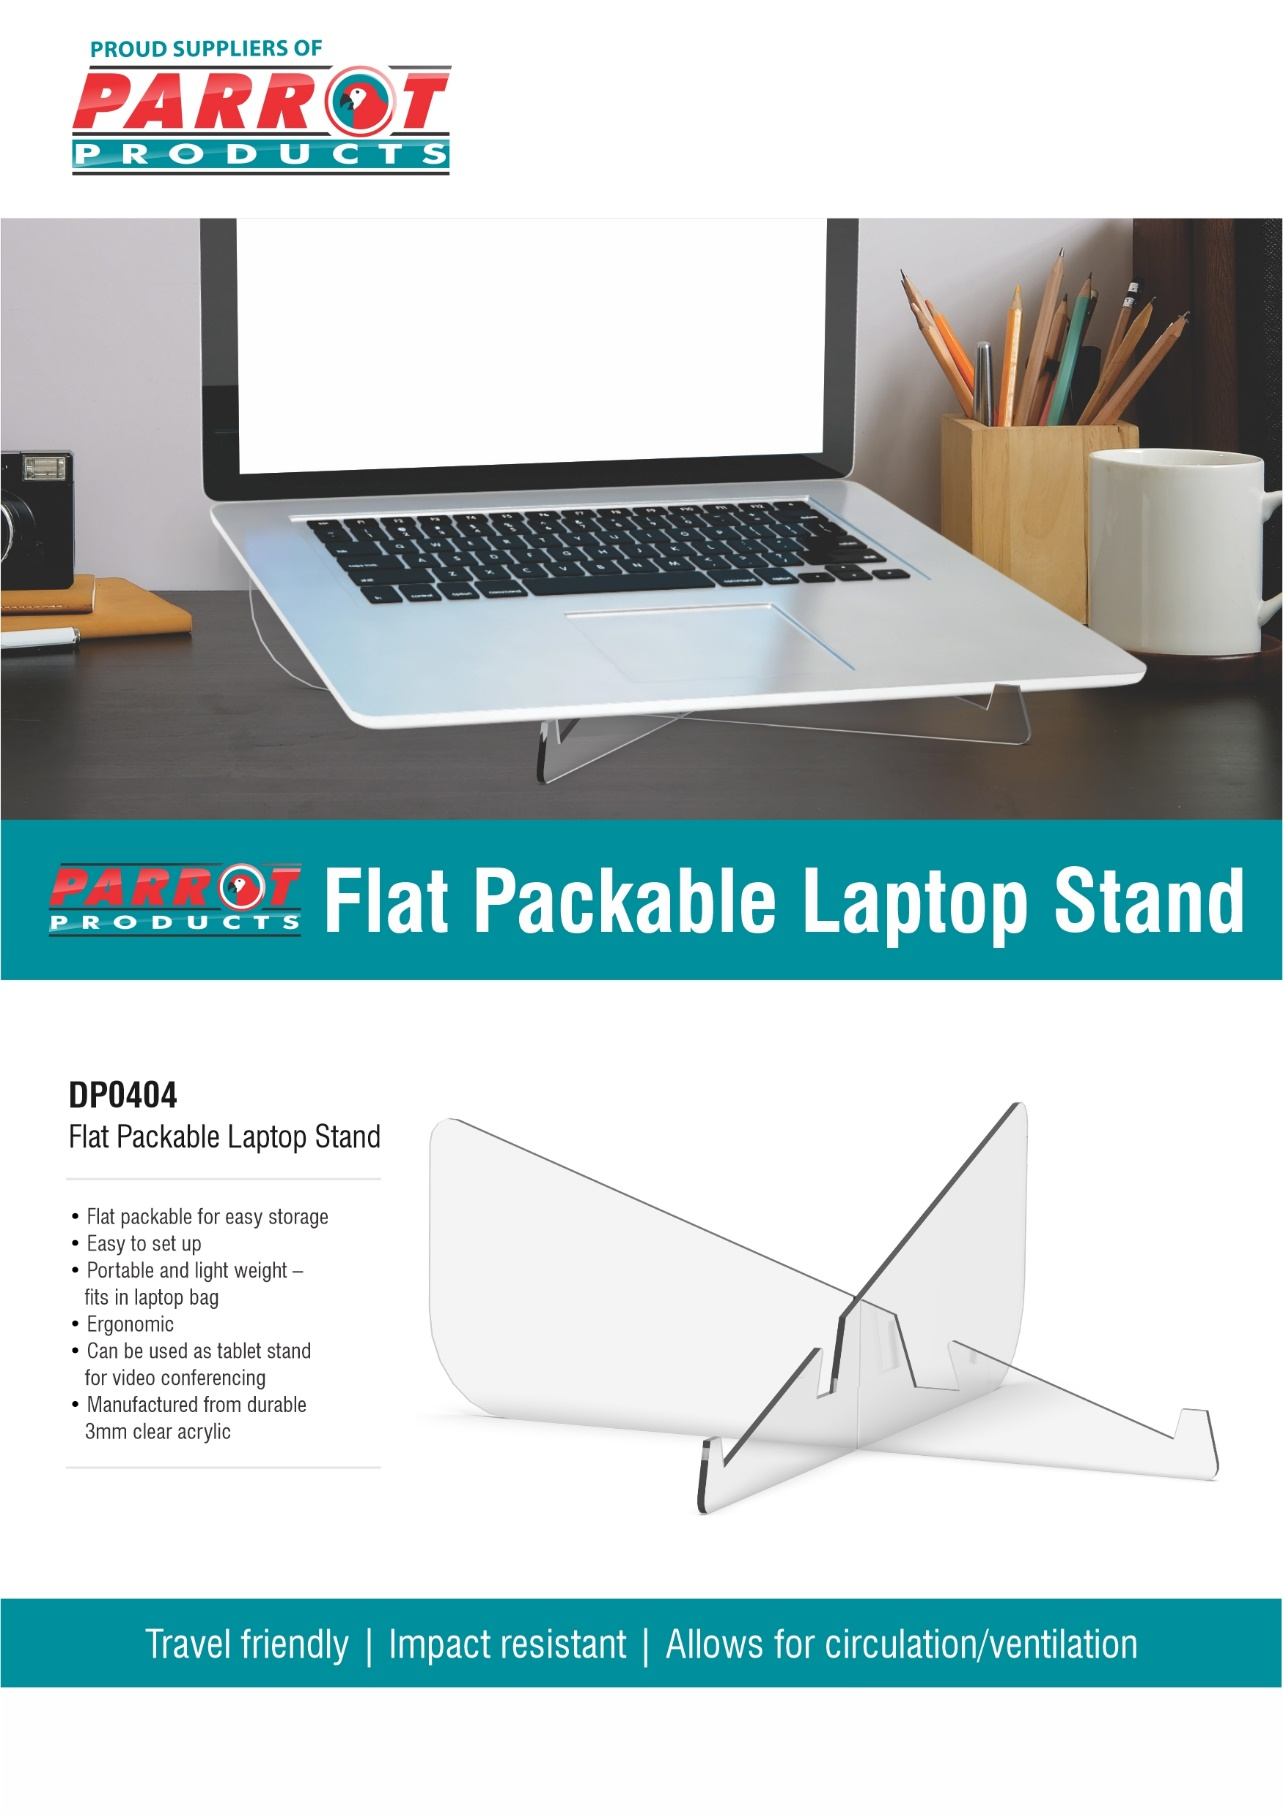 PROUD SUPPLIERS OF
PARROT
PRODUCTS
PARROT
PRODUCTS
Flat Packable Laptop Stand
DP0404
Flat Packable Laptop Stand
• Flat packable for easy storage
• Easy to set up
• Portable and light weight –
fits in laptop bag
• Ergonomic
• Can be used as tablet stand
for video conferencing
• Manufactured from durable
3mm clear acrylic
Travel friendly | Impact resistant | Allows for circulation/ventilation